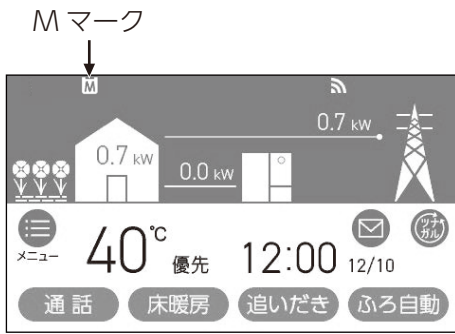 Mマーク
M
0.7 kW
0.7 kW
0.0 kW
メニュー
40℃
優先
12:00
12/10
ツナガル
通話
床暖房
追いだき
ふろ自動